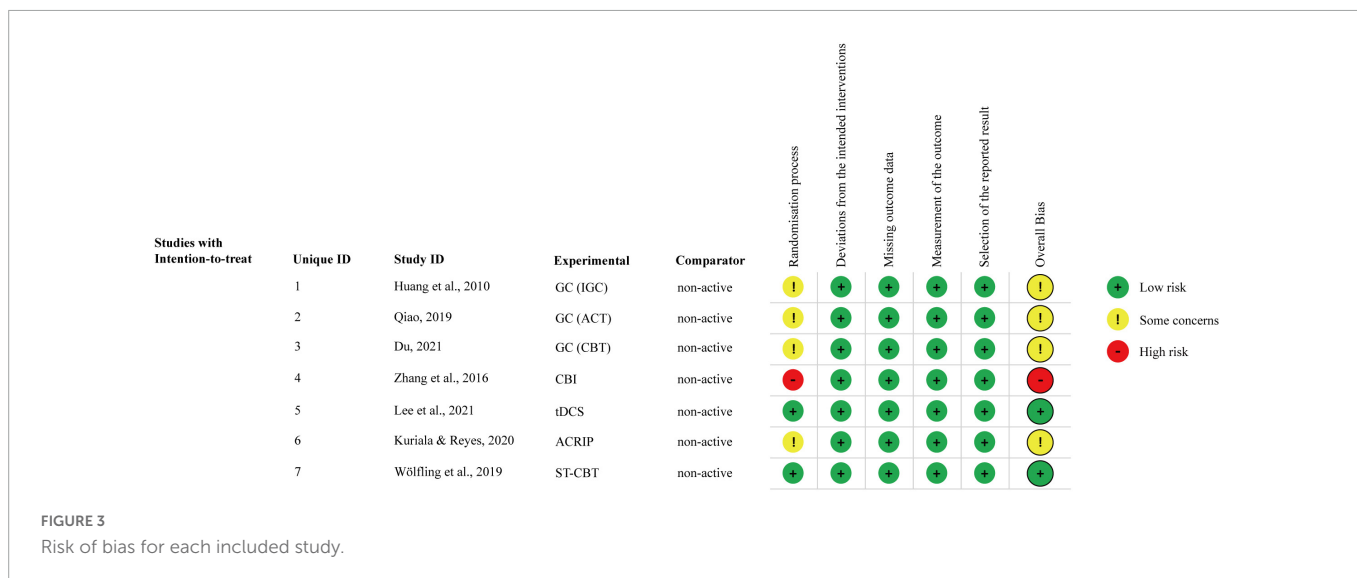 Randomisation process
Deviations from the intended interventions
Missing outcome data
Measurement of the outcome
Selection of the reported result
Overall Bias
Studies with
Intention-to-treat Unique ID Study ID Experimental Comparator
1 Huang et al., 2010 GC (IGC) non-active ! + + + + !
2 Qiao, 2019 GC (ACT) non-active ! + + + + !
3 Du, 2021 GC (CBT) non-active ! + + + + !
4 Zhang et al., 2016 CBI non-active - + + + + -
5 Lee et al., 2021 tDCS non-active + + + + + +
6 Kuriala & Reyes, 2020 ACRIP non-active ! + + + + !
7 Wölfling et al., 2019 ST-CBT non-active + + + + + +
+ Low risk
! Some concerns
- High risk
FIGURE 3
Risk of bias for each included study.